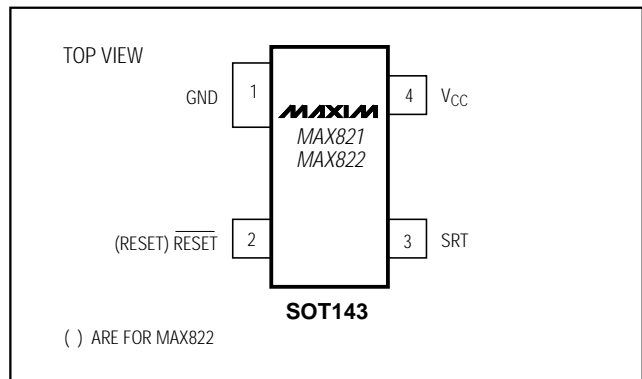 TOP VIEW
GND 1
4 VCC
MAXIM
MAX821
MAX822
(RESET) RESET 2
3 SRT
SOT143
( ) ARE FOR MAX822